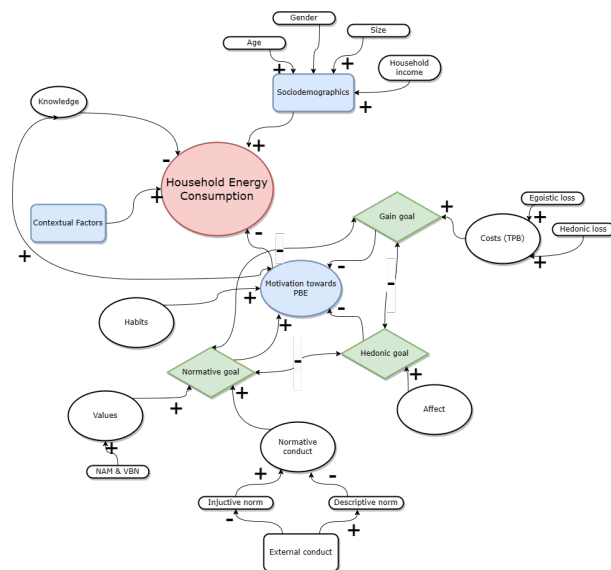 Gender
Age
Size
Household
income
Sociodemographics
+
+
+
+
Knowledge
-
Household Energy
Consumption
Contextual Factors
+
+
Gain goal
+
Egoistic loss
+
Costs (TPB)
Hedonic loss
+
-
-
-
-
+
+
Motivation towards
PBE
-
Habits
+
+
Normative goal
-
Hedonic goal
+
Affect
Values
+
+
+
NAM & VBN
Normative
conduct
+
-
Injuctive norm
Descriptive norm
-
+
External conduct